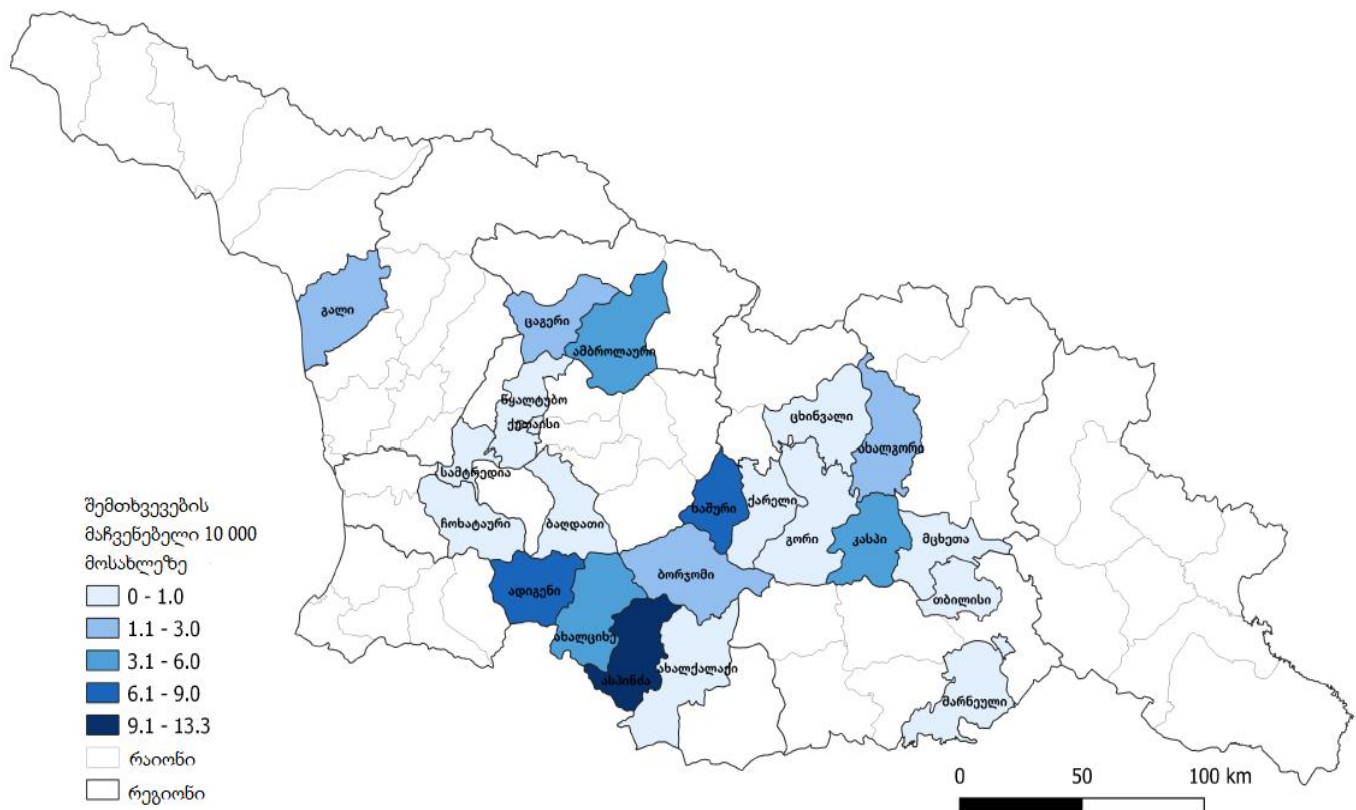 გალი
ცაგერი
ამბროლაური
წყალტუბო
ქუთაისი
ცხინვალი
ახალგორი
სამტრედია
ხაშური
ქარელი
ჩოხატაური
ბაღდათი
გორი
კასპი
მცხეთა
ბორჯომი
ადიგენი
თბილისი
ახალციხე
ახალქალაქი
ასპინძა
მარნეული
შემთხვევების
მაჩვენებელი 10 000
მოსახლეზე
0 - 1.0
1.1 - 3.0
3.1 - 6.0
6.1 - 9.0
9.1 - 13.3
რაიონი
რეგიონი
0 50 100 km